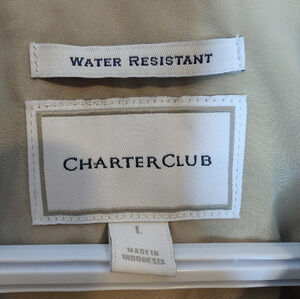 WATER RESISTANT
CHARTER CLUB
L
MADE IN
INDONESIA